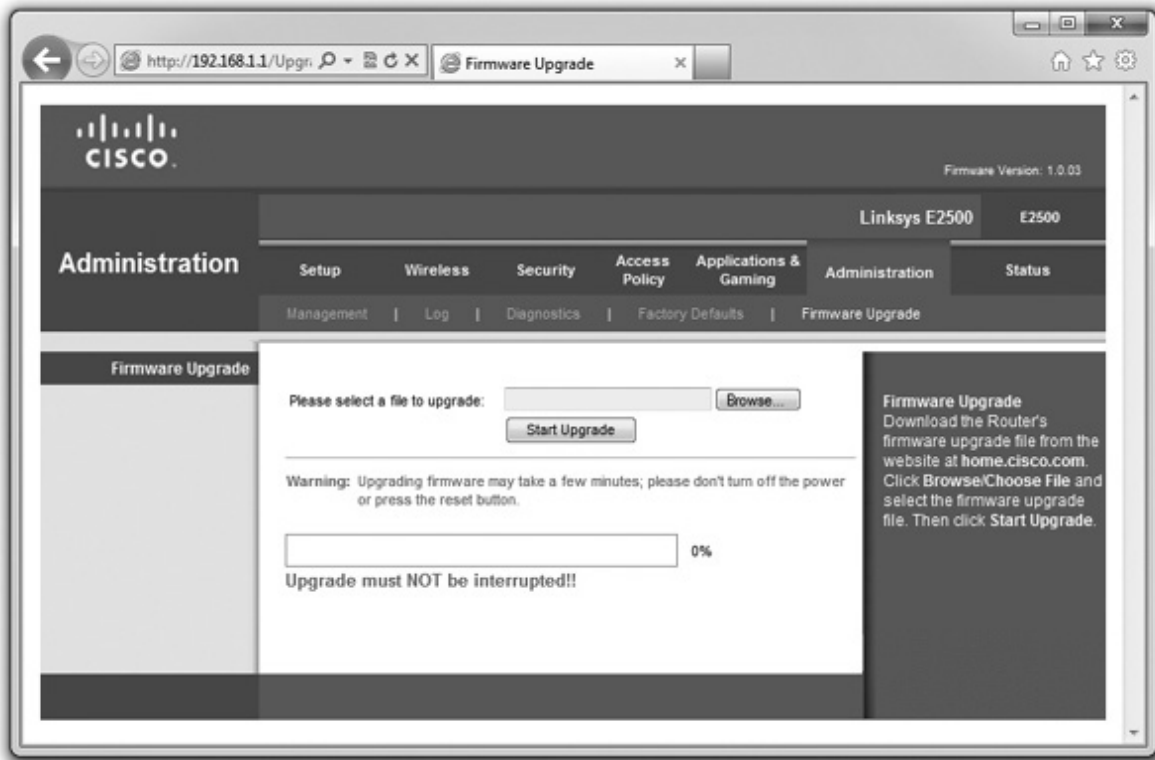 http://192.168.1.1/Upgr
Firmware Upgrade
CISCO.
Firmware Version: 1.0.03
Linksys E2500
E2500
Administration
Setup
Wireless
Security
Access
Policy
Applications &
Gaming
Administration
Status
Management | Log | Diagnostics | Factory Defaults | Firmware Upgrade
Firmware Upgrade
Please select a file to upgrade:
Browse...
Start Upgrade
Warning: Upgrading firmware may take a few minutes; please don't turn off the power
or press the reset button.
0%
Upgrade must NOT be interrupted!!
Firmware Upgrade
Download the Router's
firmware upgrade file from the
website at home.cisco.com.
Click Browse/Choose File and
select the firmware upgrade
file. Then click Start Upgrade.